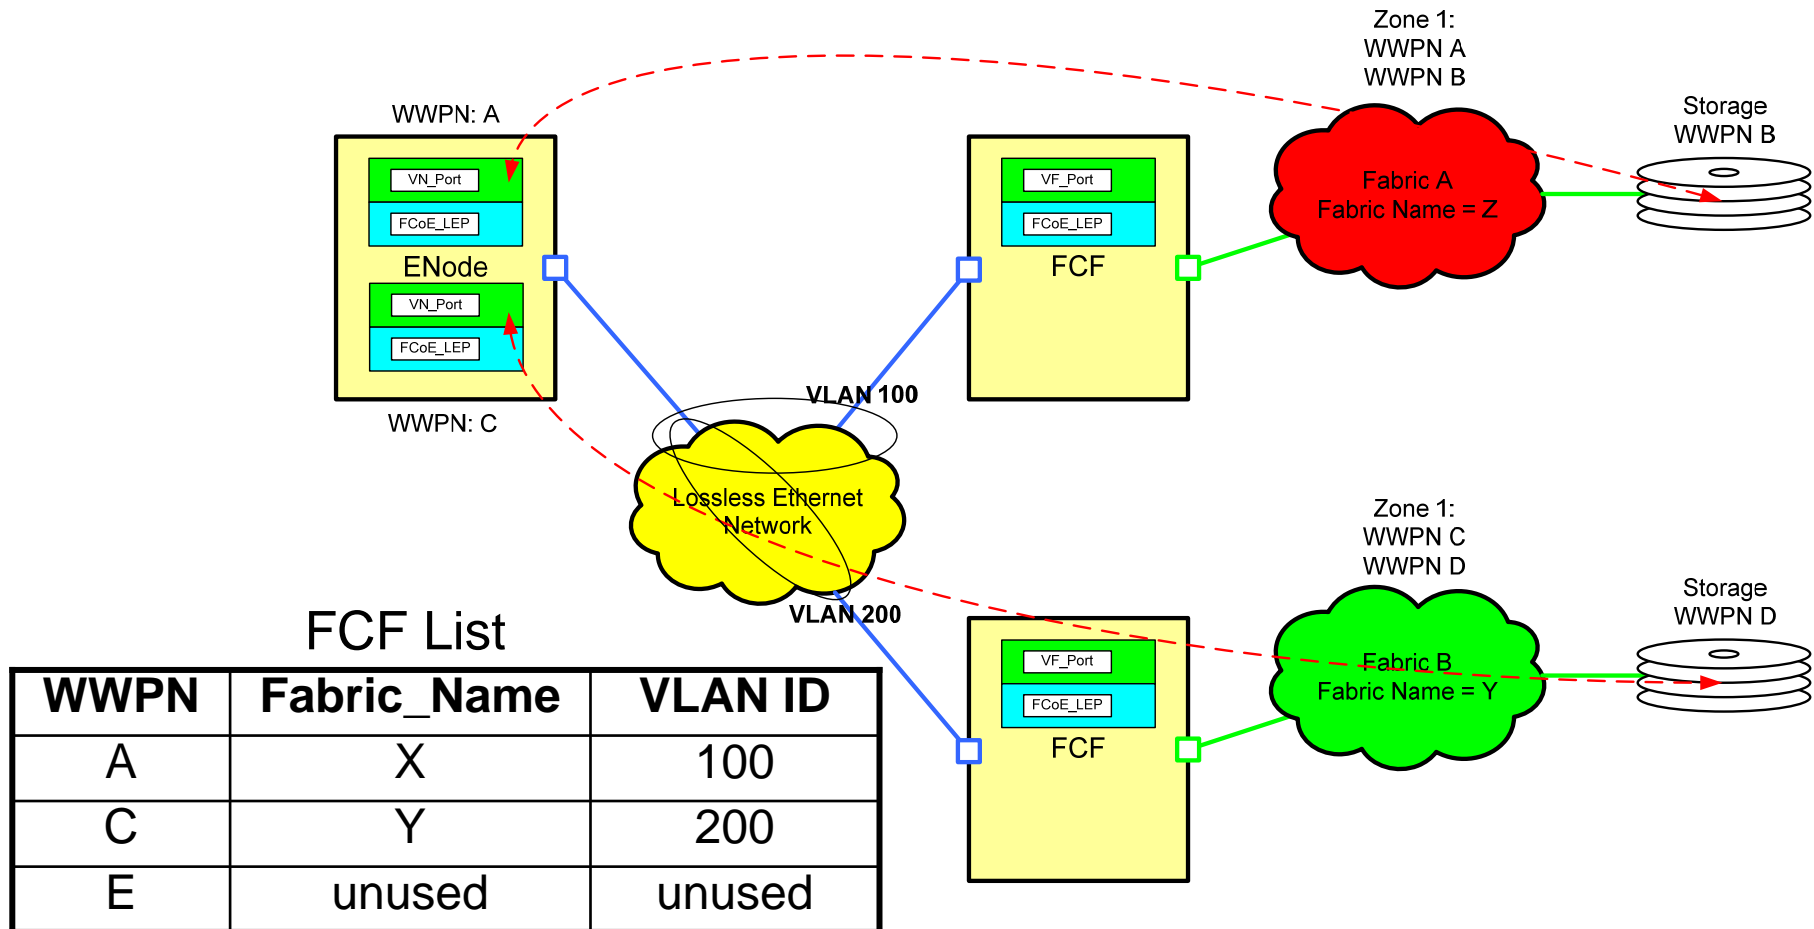 Zone 1:
WWPN A
WWPN B
Storage
WWPN B
WWPN: A
VN_Port
FCoE_LEP
ENode
VN_Port
FCoE_LEP
WWPN: C
VF_Port
FCoE_LEP
FCF
Fabric A
Fabric Name = Z
VLAN 100
Lossless Ethernet
Network
VLAN 200
Zone 1:
WWPN C
WWPN D
Storage
WWPN D
VF_Port
FCoE_LEP
FCF
Fabric B
Fabric Name = Y
FCF List
WWPN Fabric_Name VLAN ID
A X 100
C Y 200
E unused unused